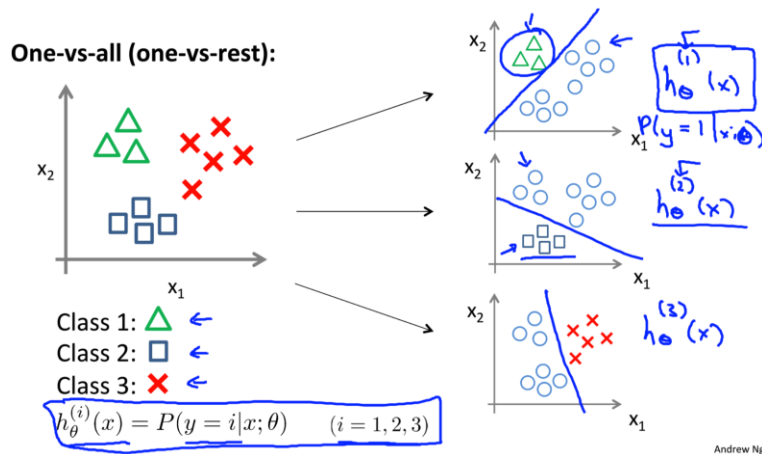 One-vs-all (one-vs-rest):
x₂
x₁
Class 1:
Class 2:
Class 3:
h_θ^(i)(x) = P(y = i|x; θ) (i = 1, 2, 3)
x₂
x₁
h_θ^(1)(x)
P(y=1|x;θ)
x₂
x₁
h_θ^(2)(x)
x₂
x₁
h_θ^(3)(x)
Andrew Ng